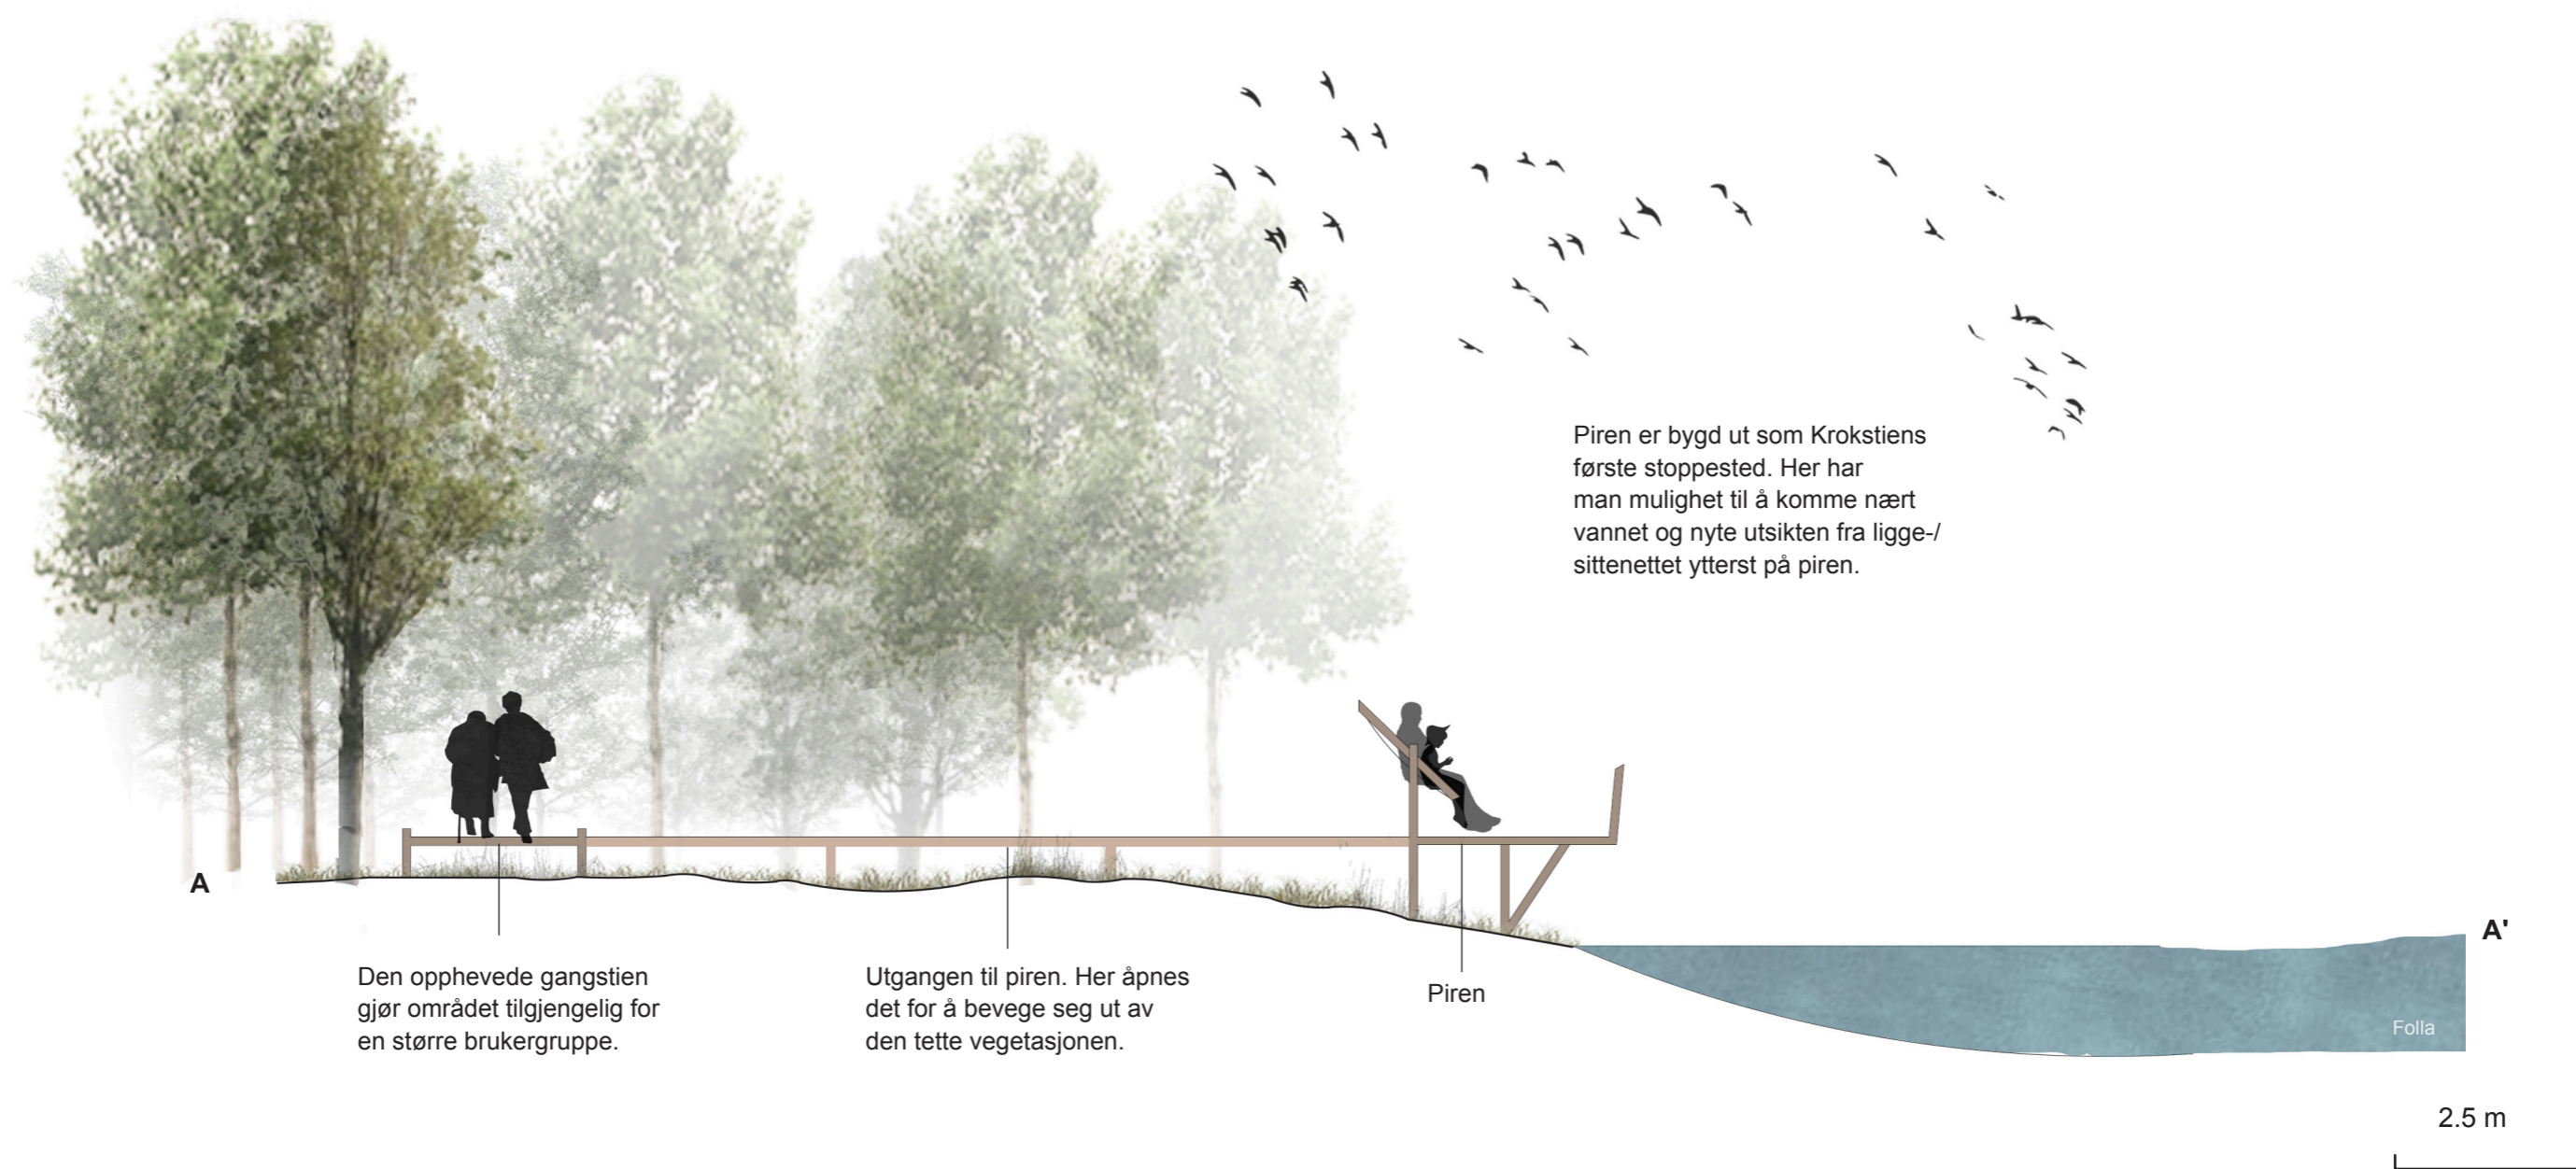 Piren er bygd ut som Krokstiens
første stoppested. Her har
man mulighet til å komme nært
vannet og nyte utsikten fra ligge-/
sittenettet ytterst på piren.
A
A'
Den opphevede gangstien
gjør området tilgjengelig for
en større brukergruppe.
Utgangen til piren. Her åpnes
det for å bevege seg ut av
den tette vegetasjonen.
Piren
Folla
2.5 m